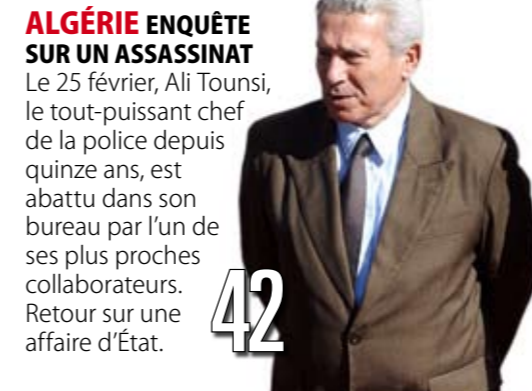 ALGÉRIE ENQUÊTE
SUR UN ASSASSINAT
Le 25 février, Ali Tounsi,
le tout-puissant chef
de la police depuis
quinze ans, est
abattu dans son
bureau par l’un de
ses plus proches
collaborateurs.
Retour sur une
affaire d’État.
42